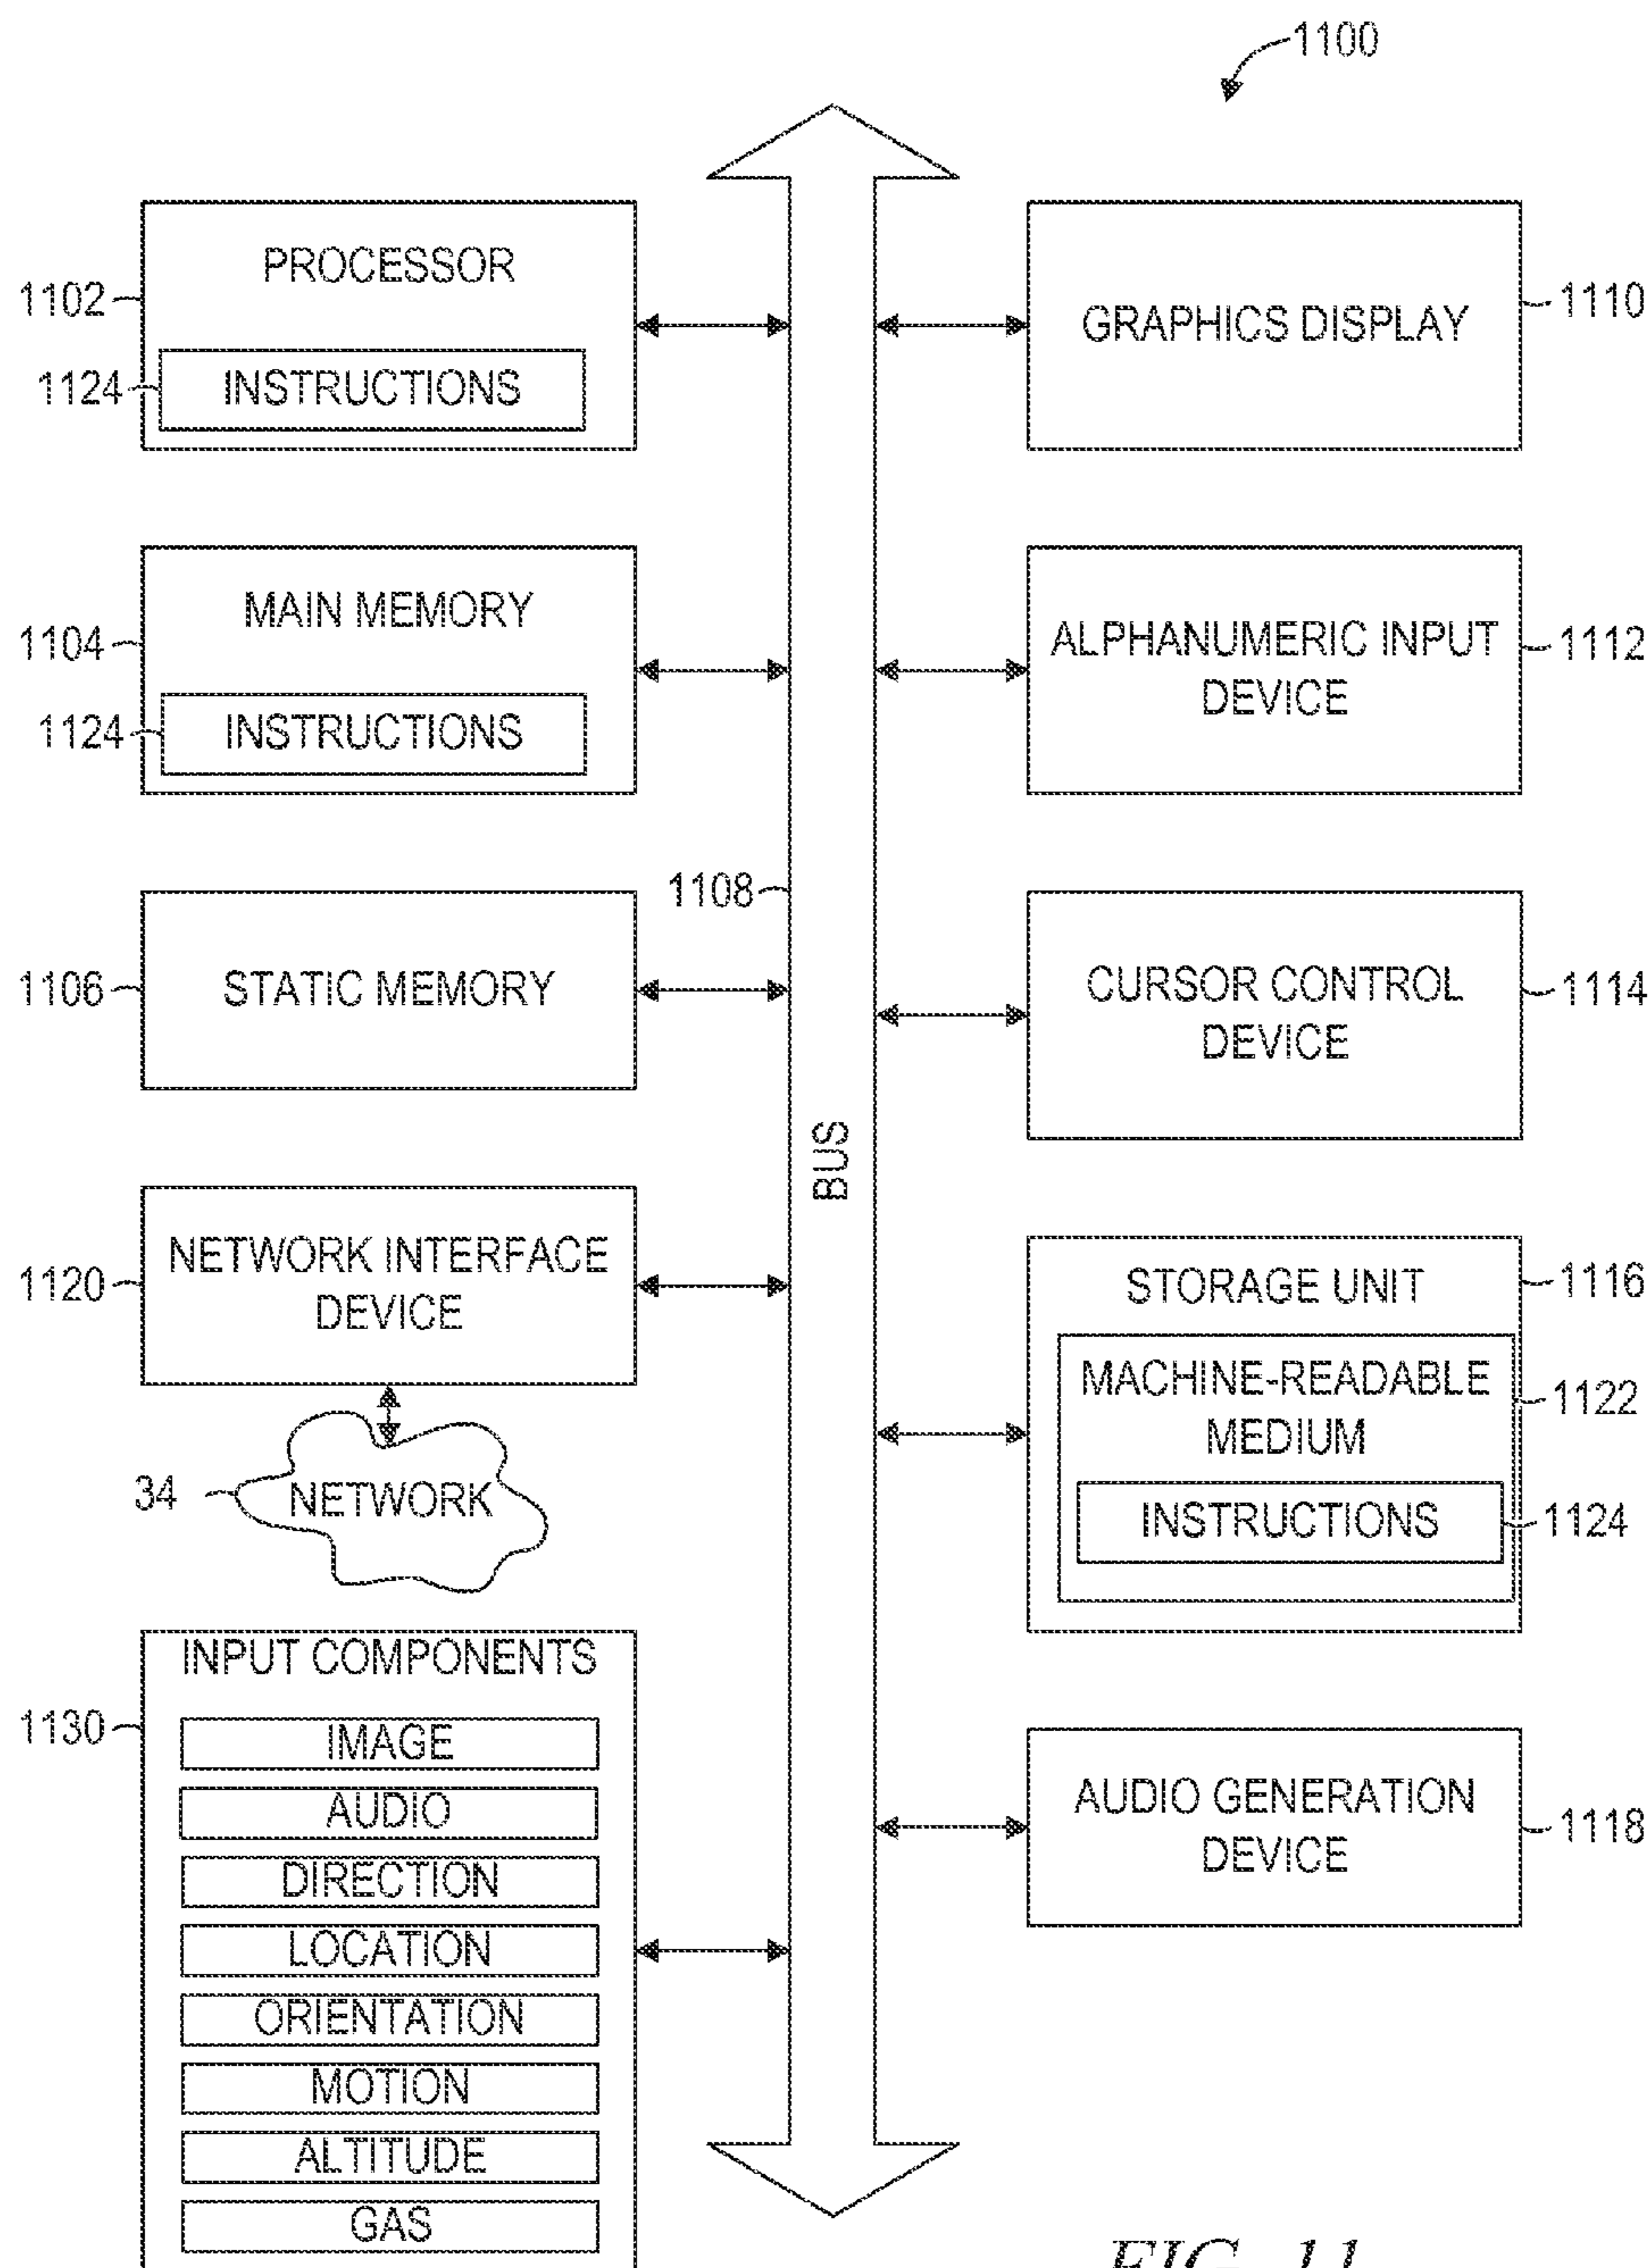 1100
PROCESSOR
1102
1124
INSTRUCTIONS
MAIN MEMORY
1104
1124
INSTRUCTIONS
1108
STATIC MEMORY
1106
NETWORK INTERFACE
DEVICE
1120
34
NETWORK
INPUT COMPONENTS
1130
IMAGE
AUDIO
DIRECTION
LOCATION
ORIENTATION
MOTION
ALTITUDE
GAS
BUS
GRAPHICS DISPLAY
1110
ALPHANUMERIC INPUT
DEVICE
1112
CURSOR CONTROL
DEVICE
1114
STORAGE UNIT
1116
MACHINE-READABLE
MEDIUM
1122
INSTRUCTIONS
1124
AUDIO GENERATION
DEVICE
1118
FIG. 11